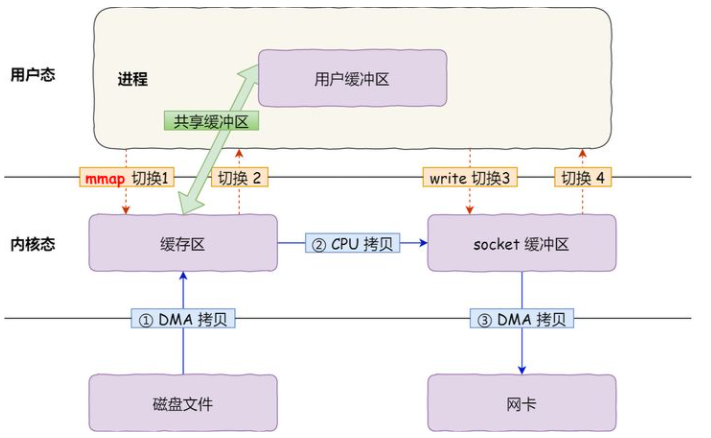 用户态
进程
用户缓冲区
共享缓冲区
mmap 切换1
切换 2
write 切换3
切换 4
内核态
缓存区
② CPU 拷贝
socket 缓冲区
① DMA 拷贝
③ DMA 拷贝
磁盘文件
网卡